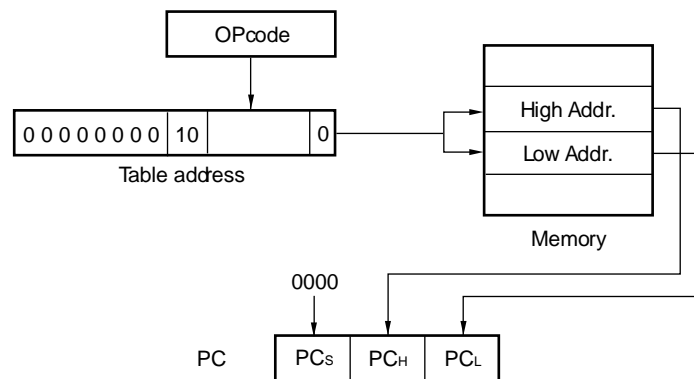 OPcode
0 0 0 0 0 0 0 0 10 0
Table address
High Addr.
Low Addr.
Memory
0000
PC PCS PCH PCL